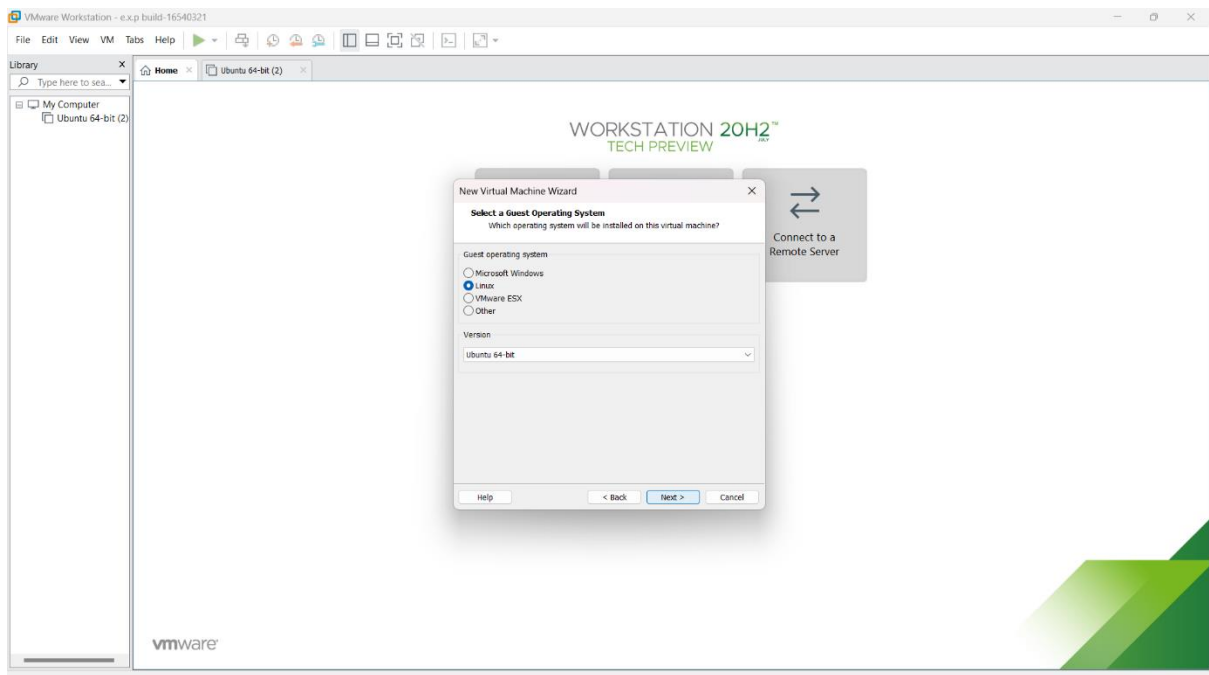 VMware Workstation - e.x.p build-16540321
File Edit View VM Tabs Help
Library X
Home × Ubuntu 64-bit (2) ×
Type here to sea...
My Computer
Ubuntu 64-bit (2)
WORKSTATION 20H2™
JULY
TECH PREVIEW
New Virtual Machine Wizard
Select a Guest Operating System
Which operating system will be installed on this virtual machine?
Connect to a
Remote Server
Guest operating system
Microsoft Windows
Linux
VMware ESX
Other
Version
Ubuntu 64-bit
Help < Back Next > Cancel
vmware